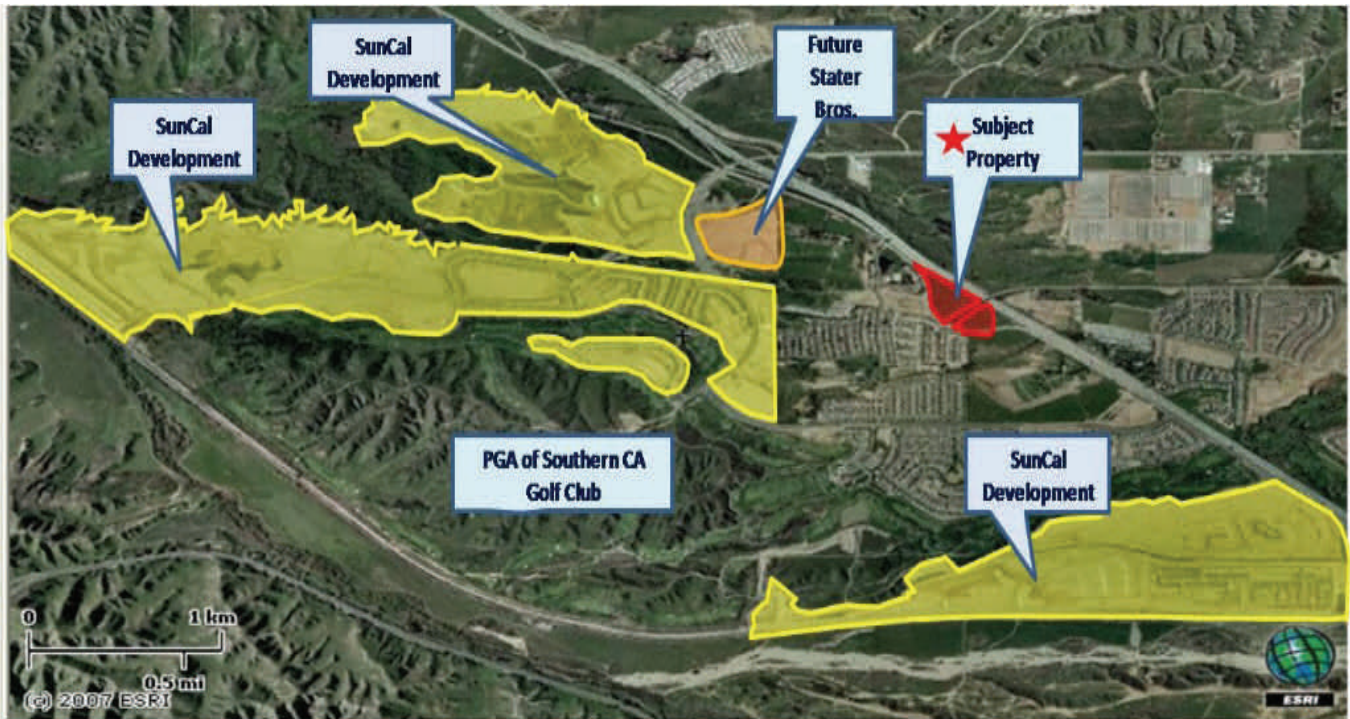 SunCal
Development
Future
Stater
Bros.
SunCal
Development
Subject
Property
PGA of Southern CA
Golf Club
SunCal
Development
0 1 km
0.5 mi
(c) 2007 ESRI
ESRI